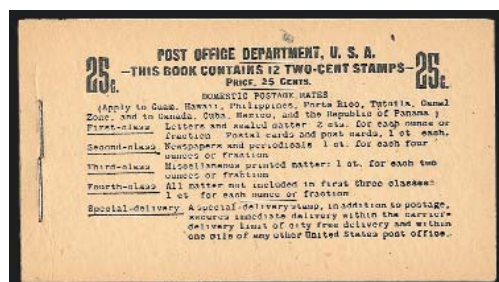 POST OFFICE DEPARTMENT, U. S. A.
25c. —THIS BOOK CONTAINS 12 TWO-CENT STAMPS— 25c.
PRICE, 25 CENTS.
DOMESTIC POSTAGE RATES
(Apply to Guam, Hawaii, Philippines, Porto Rico, Tutuila, Canal
Zone, and to Canada, Cuba, Mexico, and the Republic of Panama)
First-class Letters and sealed matter: 2 cts. for each ounce or
fraction Postal cards and post cards, 1 ct. each.
Second-class Newspapers and periodicals 1 ct. for each four
ounces or fraction
Third-class Miscellaneous printed matter: 1 ct. for each two
ounces or fraction
Fourth-class All matter not included in first three classes:
1 ct. for each ounce or fraction
Special-delivery A special-delivery stamp, in addition to postage,
secures immediate delivery within the carrier-
delivery limit of city free delivery and within
one mile of any other United States post office.